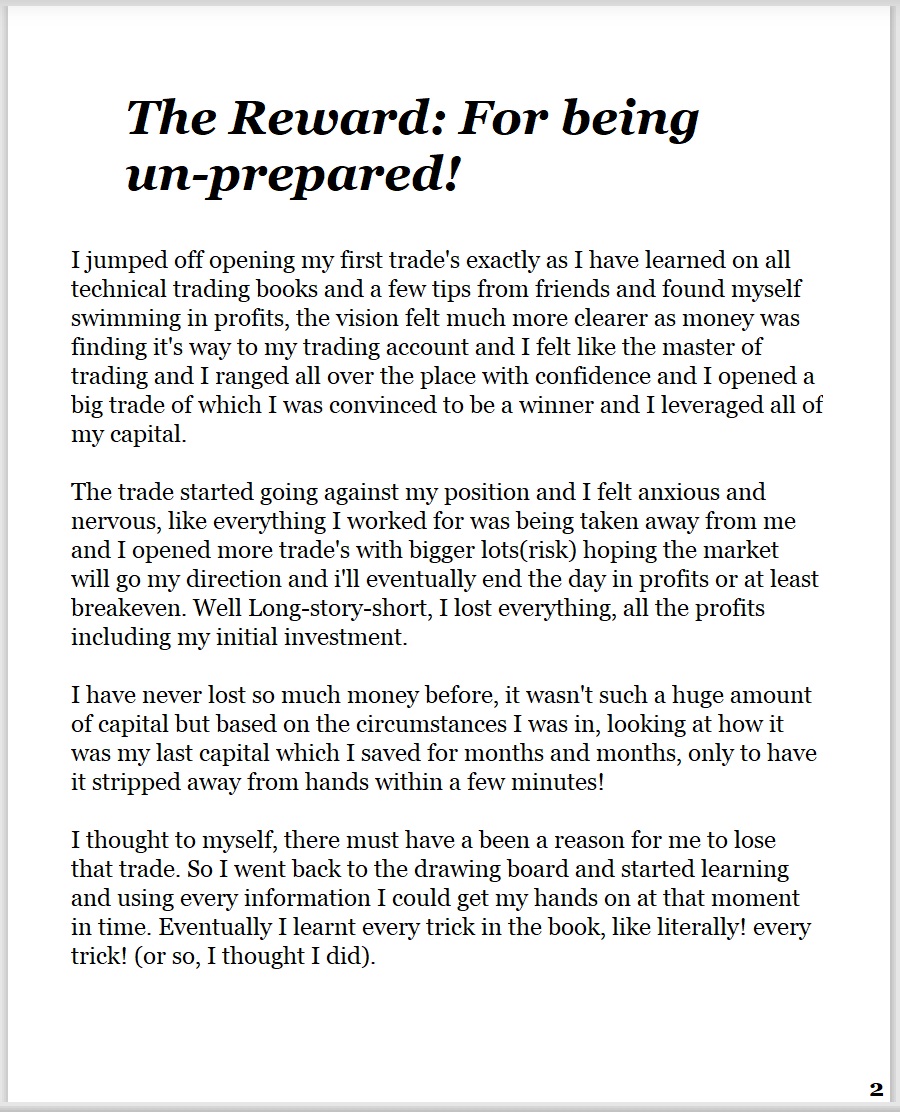 The Reward: For being
un-prepared!
I jumped off opening my first trade's exactly as I have learned on all
technical trading books and a few tips from friends and found myself
swimming in profits, the vision felt much more clearer as money was
finding it's way to my trading account and I felt like the master of
trading and I ranged all over the place with confidence and I opened a
big trade of which I was convinced to be a winner and I leveraged all of
my capital.
The trade started going against my position and I felt anxious and
nervous, like everything I worked for was being taken away from me
and I opened more trade's with bigger lots(risk) hoping the market
will go my direction and i'll eventually end the day in profits or at least
breakeven. Well Long-story-short, I lost everything, all the profits
including my initial investment.
I have never lost so much money before, it wasn't such a huge amount
of capital but based on the circumstances I was in, looking at how it
was my last capital which I saved for months and months, only to have
it stripped away from hands within a few minutes!
I thought to myself, there must have a been a reason for me to lose
that trade. So I went back to the drawing board and started learning
and using every information I could get my hands on at that moment
in time. Eventually I learnt every trick in the book, like literally! every
trick! (or so, I thought I did).
2